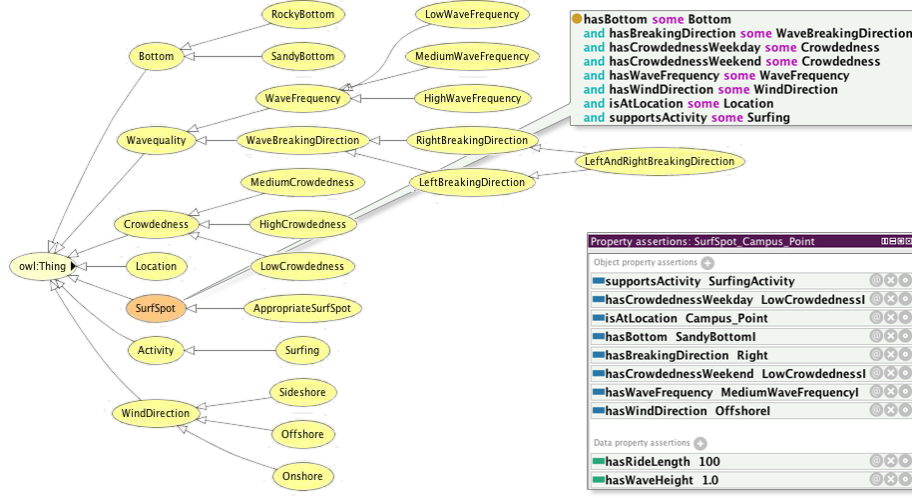 RockyBottom
LowWaveFrequency
hasBottom some Bottom
and hasBreakingDirection some WaveBreakingDirection
and hasCrowdednessWeekday some Crowdedness
and hasCrowdednessWeekend some Crowdedness
and hasWaveFrequency some WaveFrequency
and hasWindDirection some WindDirection
and isAtLocation some Location
and supportsActivity some Surfing
Bottom
SandyBottom
MediumWaveFrequency
WaveFrequency
HighWaveFrequency
Wavequality
WaveBreakingDirection
RightBreakingDirection
LeftAndRightBreakingDirection
MediumCrowdedness
LeftBreakingDirection
Crowdedness
HighCrowdedness
owl:Thing
Location
LowCrowdedness
SurfSpot
AppropriateSurfSpot
Activity
Surfing
Sideshore
WindDirection
Offshore
Onshore
Property assertions: SurfSpot_Campus_Point
Object property assertions
supportsActivity SurfingActivity
hasCrowdednessWeekday LowCrowdednessI
isAtLocation Campus_Point
hasBottom SandyBottomI
hasBreakingDirection Right
hasCrowdednessWeekend LowCrowdednessI
hasWaveFrequency MediumWaveFrequencyI
hasWindDirection OffshoreI
Data property assertions
hasRideLength 100
hasWaveHeight 1.0